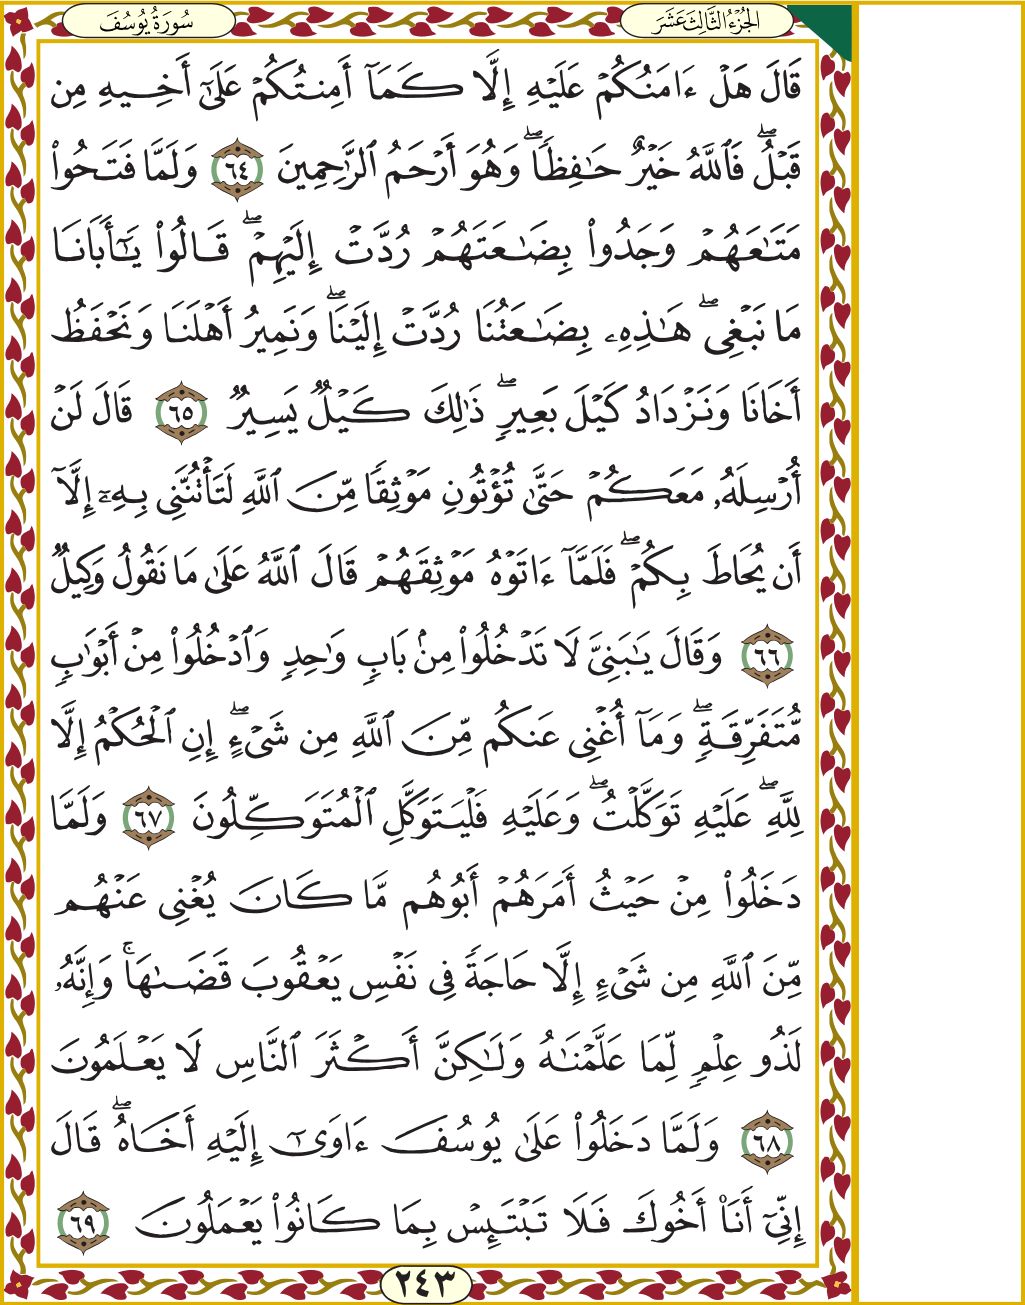 الجُزْءُ الثَّالِثَ عَشَرَ
سُورَةُ يُوسُفَ
قَالَ هَلْ ءَامَنُكُمْ عَلَيْهِ إِلَّا كَمَآ أَمِنتُكُمْ عَلَىٰٓ أَخِيهِ مِن
قَبْلُ ۖ فَٱللَّهُ خَيْرٌ حَـٰفِظًا ۖ وَهُوَ أَرْحَمُ ٱلرَّٰحِمِينَ ٦٤ وَلَمَّا فَتَحُوا۟
مَتَـٰعَهُمْ وَجَدُوا۟ بِضَـٰعَتَهُمْ رُدَّتْ إِلَيْهِمْ ۖ قَالُوا۟ يَـٰٓأَبَانَا
مَا نَبْغِى ۖ هَـٰذِهِۦ بِضَـٰعَتُنَا رُدَّتْ إِلَيْنَا ۖ وَنَمِيرُ أَهْلَنَا وَنَحْفَظُ
أَخَانَا وَنَزْدَادُ كَيْلَ بَعِيرٍ ۖ ذَٰلِكَ كَيْلٌ يَسِيرٌ ٦٥ قَالَ لَنْ
أُرْسِلَهُۥ مَعَكُمْ حَتَّىٰ تُؤْتُونِ مَوْثِقًا مِّنَ ٱللَّهِ لَتَأْتُنَّنِى بِهِۦٓ إِلَّآ
أَن يُحَاطَ بِكُمْ ۖ فَلَمَّآ ءَاتَوْهُ مَوْثِقَهُمْ قَالَ ٱللَّهُ عَلَىٰ مَا نَقُولُ وَكِيلٌ
٦٦ وَقَالَ يَـٰبَنِىَّ لَا تَدْخُلُوا۟ مِنۢ بَابٍ وَٰحِدٍ وَٱدْخُلُوا۟ مِنْ أَبْوَٰبٍ
مُّتَفَرِّقَةٍ ۖ وَمَآ أُغْنِى عَنكُم مِّنَ ٱللَّهِ مِن شَىْءٍ ۖ إِنِ ٱلْحُكْمُ إِلَّا
لِلَّهِ ۖ عَلَيْهِ تَوَكَّلْتُ ۖ وَعَلَيْهِ فَلْيَتَوَكَّلِ ٱلْمُتَوَكِّلُونَ ٦٧ وَلَمَّا
دَخَلُوا۟ مِنْ حَيْثُ أَمَرَهُمْ أَبُوهُم مَّا كَانَ يُغْنِى عَنْهُم
مِّنَ ٱللَّهِ مِن شَىْءٍ إِلَّا حَاجَةً فِى نَفْسِ يَعْقُوبَ قَضَىٰهَا ۚ وَإِنَّهُۥ
لَذُو عِلْمٍ لِّمَا عَلَّمْنَـٰهُ وَلَـٰكِنَّ أَكْثَرَ ٱلنَّاسِ لَا يَعْلَمُونَ
٦٨ وَلَمَّا دَخَلُوا۟ عَلَىٰ يُوسُفَ ءَاوَىٰٓ إِلَيْهِ أَخَاهُ ۖ قَالَ
إِنِّىٓ أَنَا۠ أَخُوكَ فَلَا تَبْتَئِسْ بِمَا كَانُوا۟ يَعْمَلُونَ ٦٩
٢٤٣